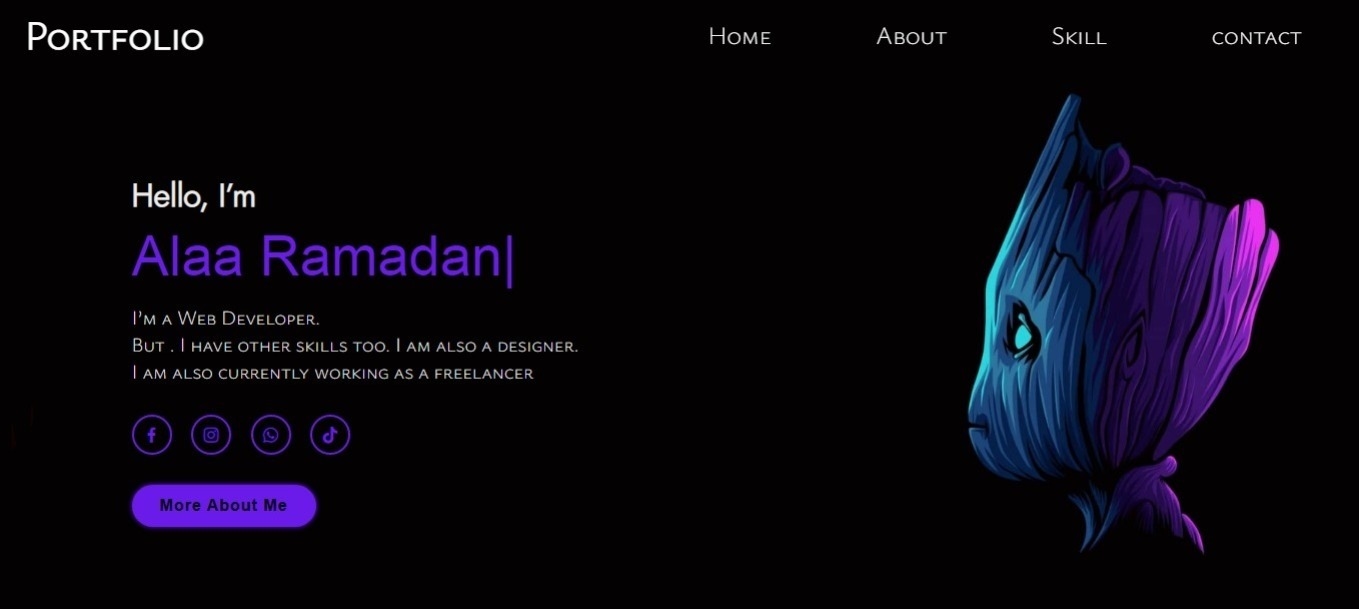 Portfolio
Home About Skill contact
Hello, I'm
Alaa Ramadan|
I'm a Web Developer.
But . I have other skills too. I am also a designer.
I am also currently working as a freelancer
More About Me